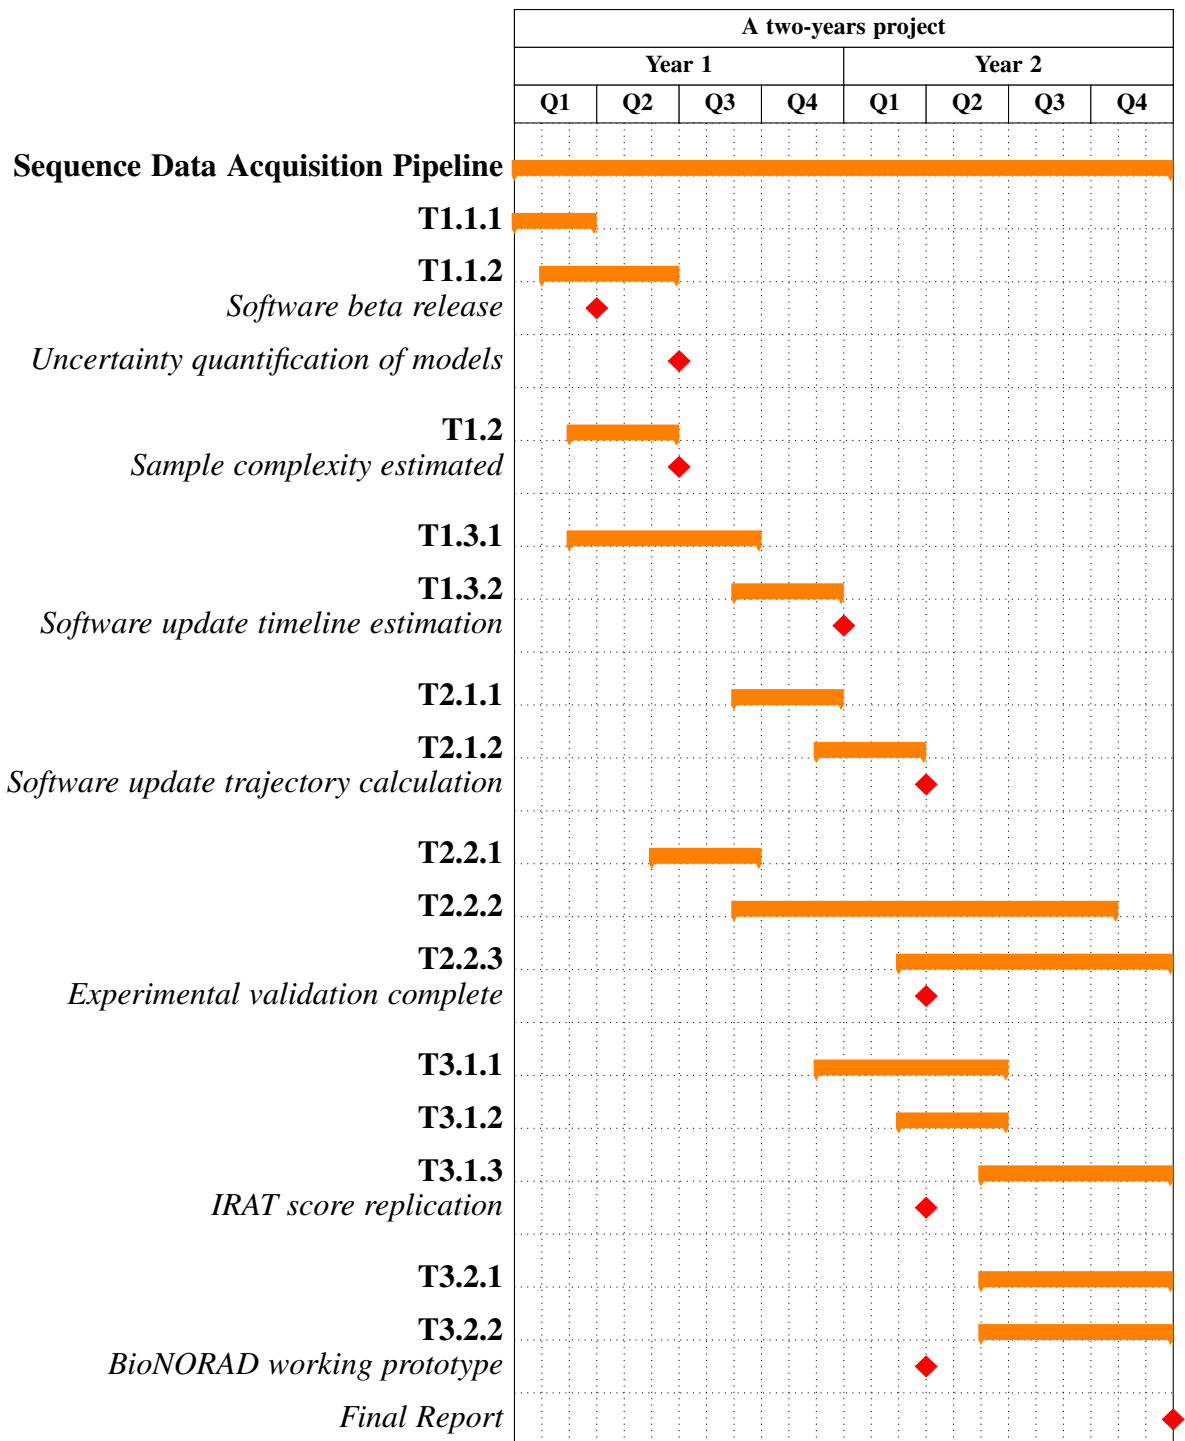 A two-years project
Year 1 Year 2
Q1 Q2 Q3 Q4 Q1 Q2 Q3 Q4
Sequence Data Acquisition Pipeline
T1.1.1
T1.1.2
Software beta release
Uncertainty quantification of models
T1.2
Sample complexity estimated
T1.3.1
T1.3.2
Software update timeline estimation
T2.1.1
T2.1.2
Software update trajectory calculation
T2.2.1
T2.2.2
T2.2.3
Experimental validation complete
T3.1.1
T3.1.2
T3.1.3
IRAT score replication
T3.2.1
T3.2.2
BioNORAD working prototype
Final Report